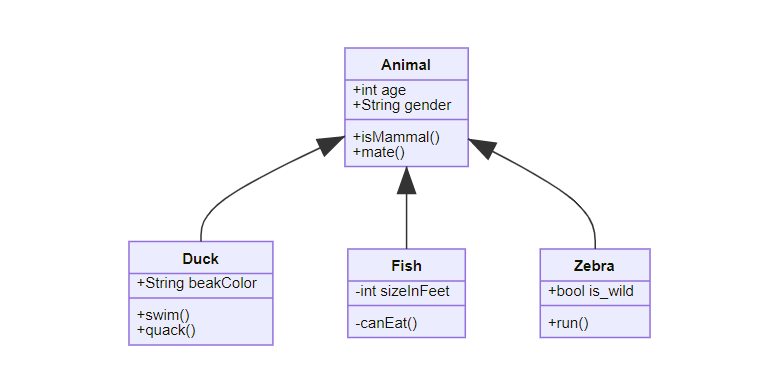 Animal
+int age
+String gender
+isMammal()
+mate()
Duck
+String beakColor
+swim()
+quack()
Fish
-int sizeInFeet
-canEat()
Zebra
+bool is_wild
+run()